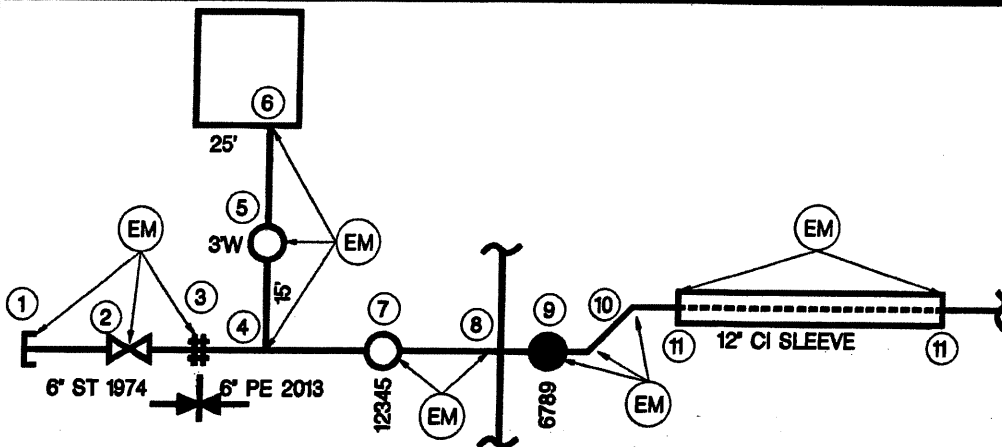 6
25'
5
EM
3'W
EM
15'
EM
1
2
3
4
7
8
9
10
11
12" CI SLEEVE
11
6" ST 1974
6" PE 2013
12345
EM
6789
EM